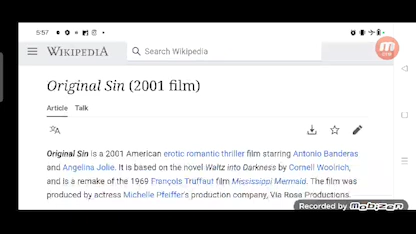 5:57
WIKIPEDIA
Search Wikipedia
Original Sin (2001 film)
Article Talk
Original Sin is a 2001 American erotic romantic thriller film starring Antonio Banderas
and Angelina Jolie. It is based on the novel Waltz into Darkness by Cornell Woolrich,
and is a remake of the 1969 François Truffaut film Mississippi Mermaid. The film was
produced by actress Michelle Pfeiffer's production company, Via Rosa Productions.
Recorded by Mobizen